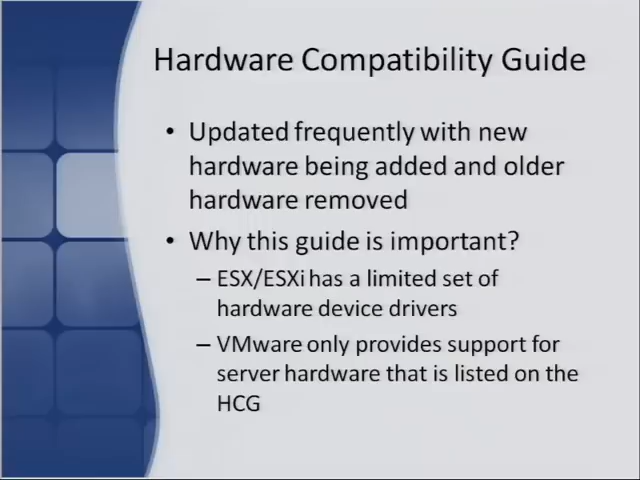 Hardware Compatibility Guide
• Updated frequently with new
hardware being added and older
hardware removed
• Why this guide is important?
– ESX/ESXi has a limited set of
hardware device drivers
– VMware only provides support for
server hardware that is listed on the
HCG